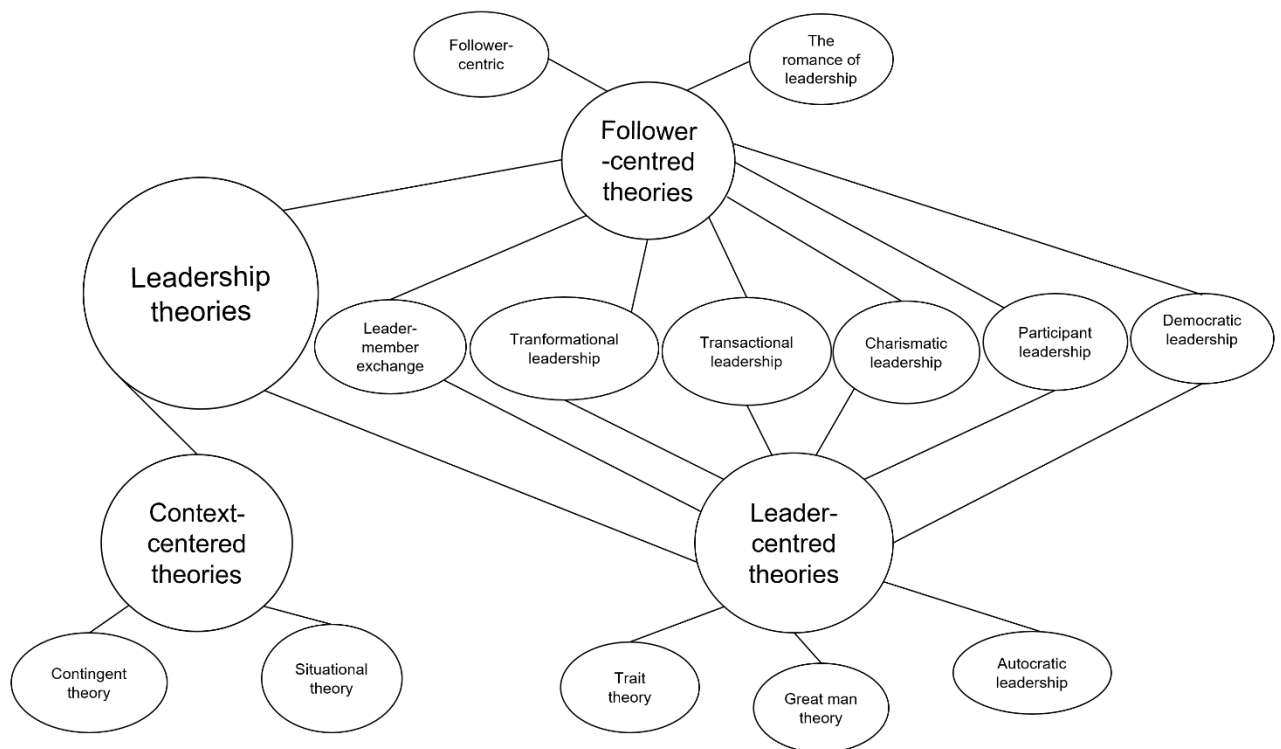 Follower-
centric
The
romance of
leadership
Follower
-centred
theories
Leadership
theories
Leader-
member
exchange
Tranformational
leadership
Transactional
leadership
Charismatic
leadership
Participant
leadership
Democratic
leadership
Context-
centered
theories
Leader-
centred
theories
Contingent
theory
Situational
theory
Trait
theory
Great man
theory
Autocratic
leadership